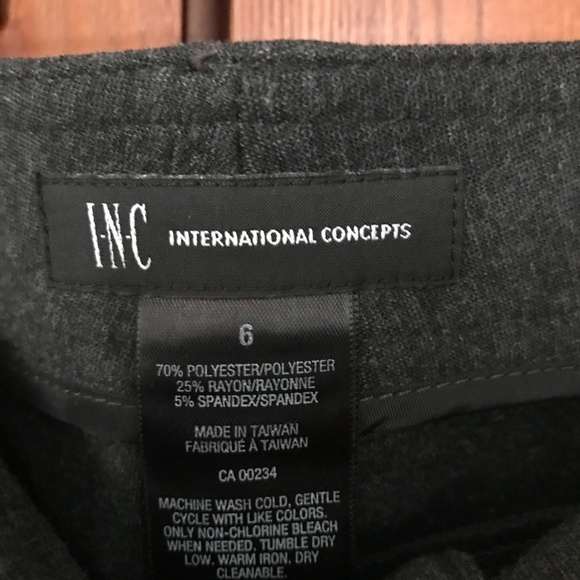 I·N·C INTERNATIONAL CONCEPTS
6
70% POLYESTER/POLYESTER
25% RAYON/RAYONNE
5% SPANDEX/SPANDEX
MADE IN TAIWAN
FABRIQUÉ À TAIWAN
CA 00234
MACHINE WASH COLD, GENTLE
CYCLE WITH LIKE COLORS.
ONLY NON-CHLORINE BLEACH
WHEN NEEDED. TUMBLE DRY
LOW, WARM IRON, DRY
CLEANABLE.